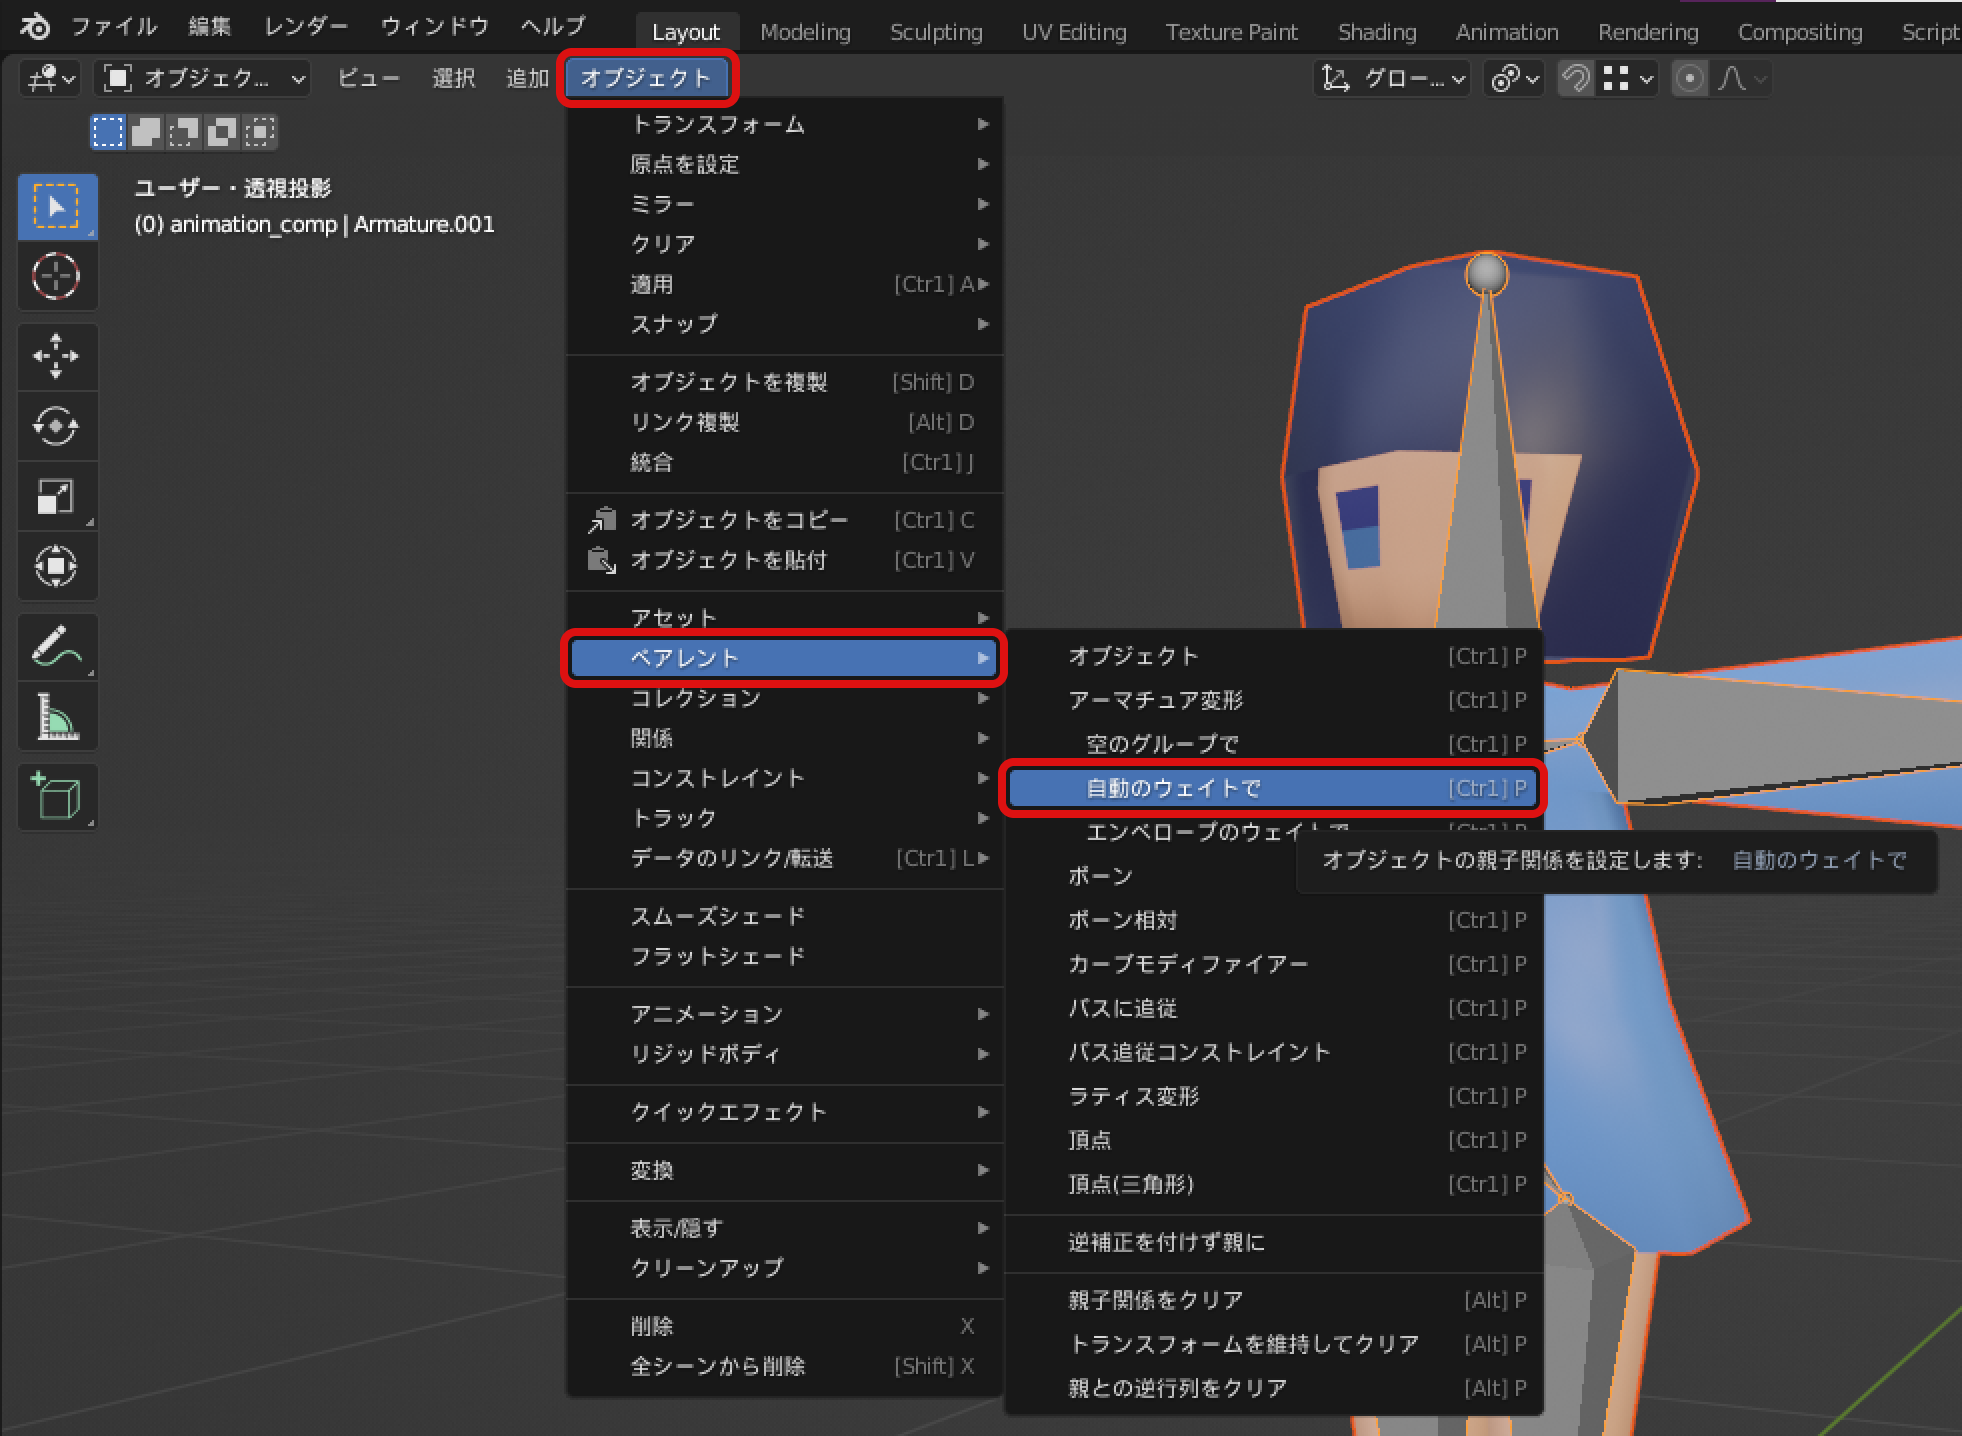 ファイル 編集 レンダー ウィンドウ ヘルプ Layout Modeling Sculpting UV Editing Texture Paint Shading Animation Rendering Compositing Script
オブジェク... ビュー 選択 追加 オブジェクト グロー...
ユーザー・透視投影
(0) animation_comp | Armature.001
トランスフォーム
原点を設定
ミラー
クリア
適用 [Ctrl] A
スナップ
オブジェクトを複製 [Shift] D
リンク複製 [Alt] D
統合 [Ctrl] J
オブジェクトをコピー [Ctrl] C
オブジェクトを貼付 [Ctrl] V
アセット
ペアレント
コレクション
関係
コンストレイント
トラック
データのリンク/転送 [Ctrl] L
スムーズシェード
フラットシェード
アニメーション
リジッドボディ
クイックエフェクト
変換
表示/隠す
クリーンアップ
削除 X
全シーンから削除 [Shift] X
オブジェクト [Ctrl] P
アーマチュア変形 [Ctrl] P
空のグループで [Ctrl] P
自動のウェイトで [Ctrl] P
エンベロープのウェイトで [Ctrl] P
オブジェクトの親子関係を設定します: 自動のウェイトで
ボーン
ボーン相対 [Ctrl] P
カーブモディファイアー [Ctrl] P
パスに追従 [Ctrl] P
パス追従コンストレイント [Ctrl] P
ラティス変形 [Ctrl] P
頂点 [Ctrl] P
頂点(三角形) [Ctrl] P
逆補正を付けず親に
親子関係をクリア [Alt] P
トランスフォームを維持してクリア [Alt] P
親との逆行列をクリア [Alt] P